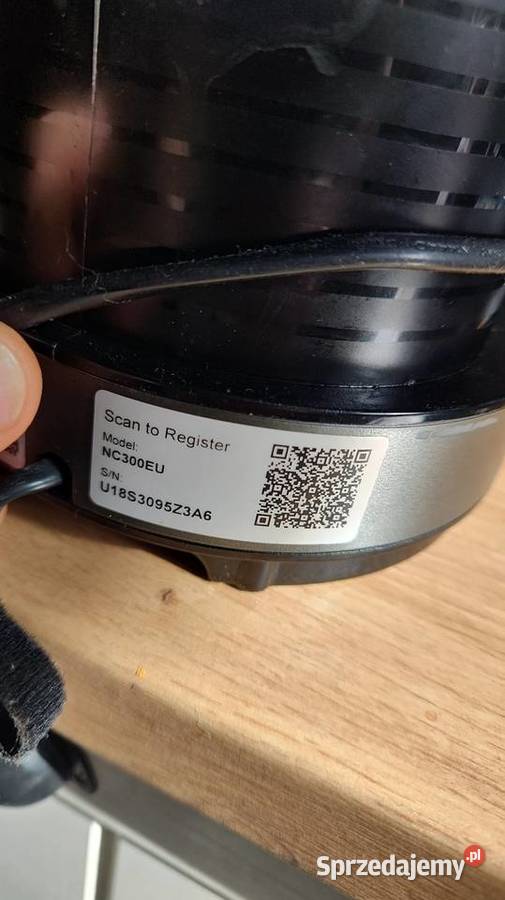 Scan to Register
Model:
NC300EU
S/N:
U18S3095Z3A6
Sprzedajemy.pl